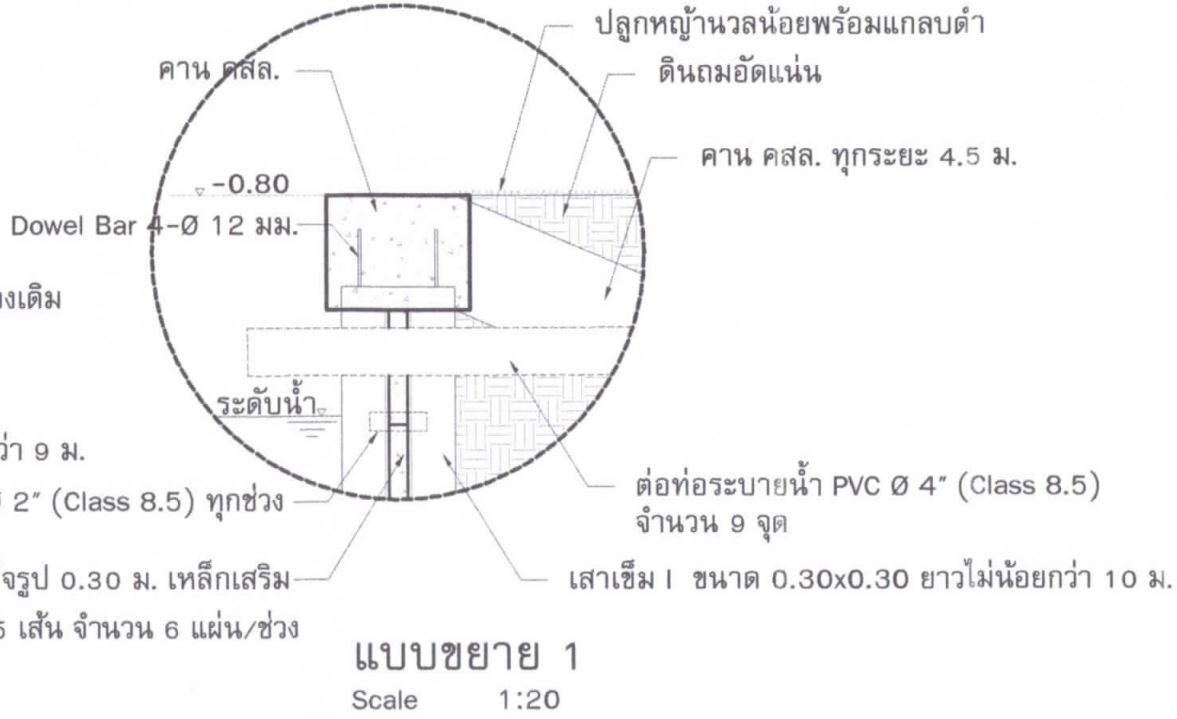 ปลูกหญ้านวลน้อยพร้อมแกลบดำ
คาน คสล.
ดินถมอัดแน่น
คาน คสล. ทุกระยะ 4.5 ม.
-0.80
Dowel Bar 4-Ø 12 มม.
งเดิม
ระดับน้ำ
ว่า 9 ม.
2" (Class 8.5) ทุกช่วง
ต่อท่อระบายน้ำ PVC Ø 4" (Class 8.5)
จำนวน 9 จุด
จรูป 0.30 ม. เหล็กเสริม
เสาเข็ม I ขนาด 0.30x0.30 ยาวไม่น้อยกว่า 10 ม.
5 เส้น จำนวน 6 แผ่น/ช่วง
แบบขยาย 1
Scale 1:20